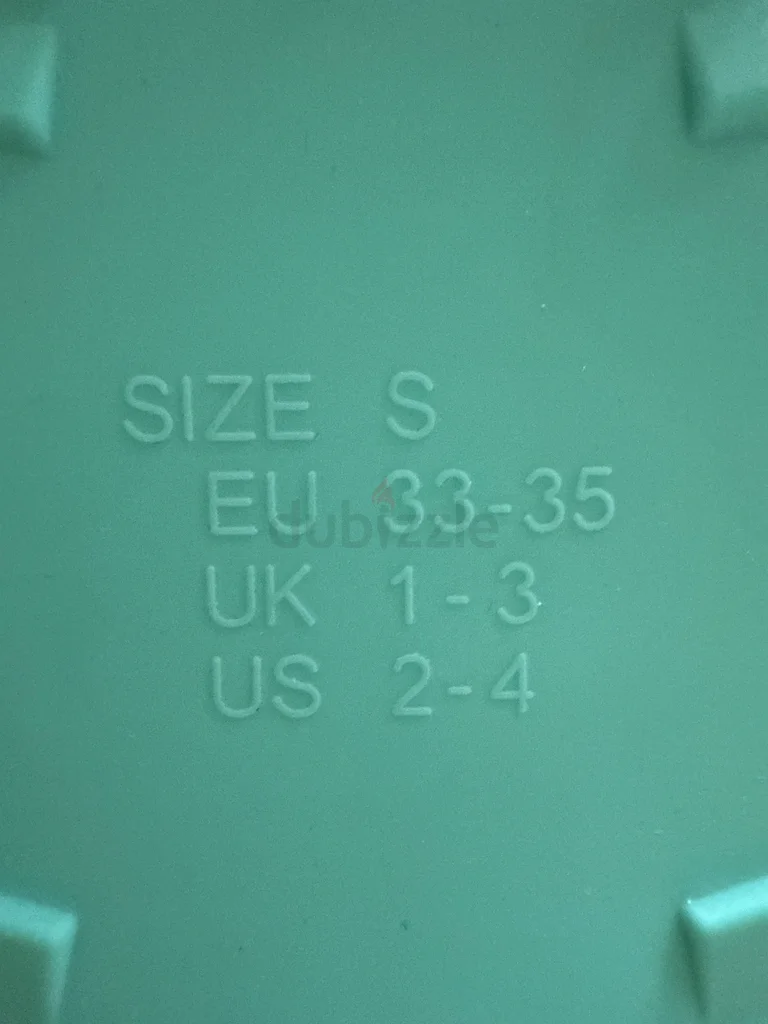 SIZE S
EU 33-35
dubizzle
UK 1-3
US 2-4